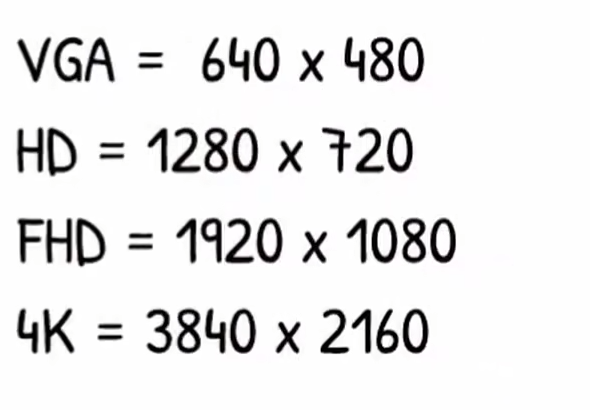 VGA = 640 x 480
HD = 1280 x 720
FHD = 1920 x 1080
4K = 3840 x 2160